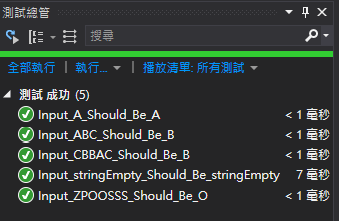 測試總管
搜尋
全部執行 | 執行... | 播放清單: 所有測試
測試 成功 (5)
Input_A_Should_Be_A < 1 毫秒
Input_ABC_Should_Be_B < 1 毫秒
Input_CBBAC_Should_Be_B < 1 毫秒
Input_stringEmpty_Should_Be_stringEmpty 7 毫秒
Input_ZPOOSSS_Should_Be_O < 1 毫秒